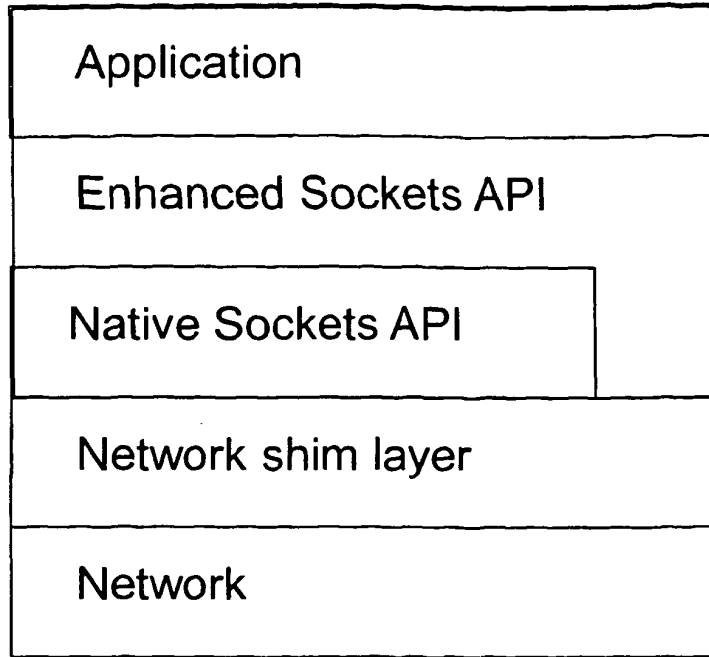 Application
Enhanced Sockets API
Native Sockets API
Network shim layer
Network